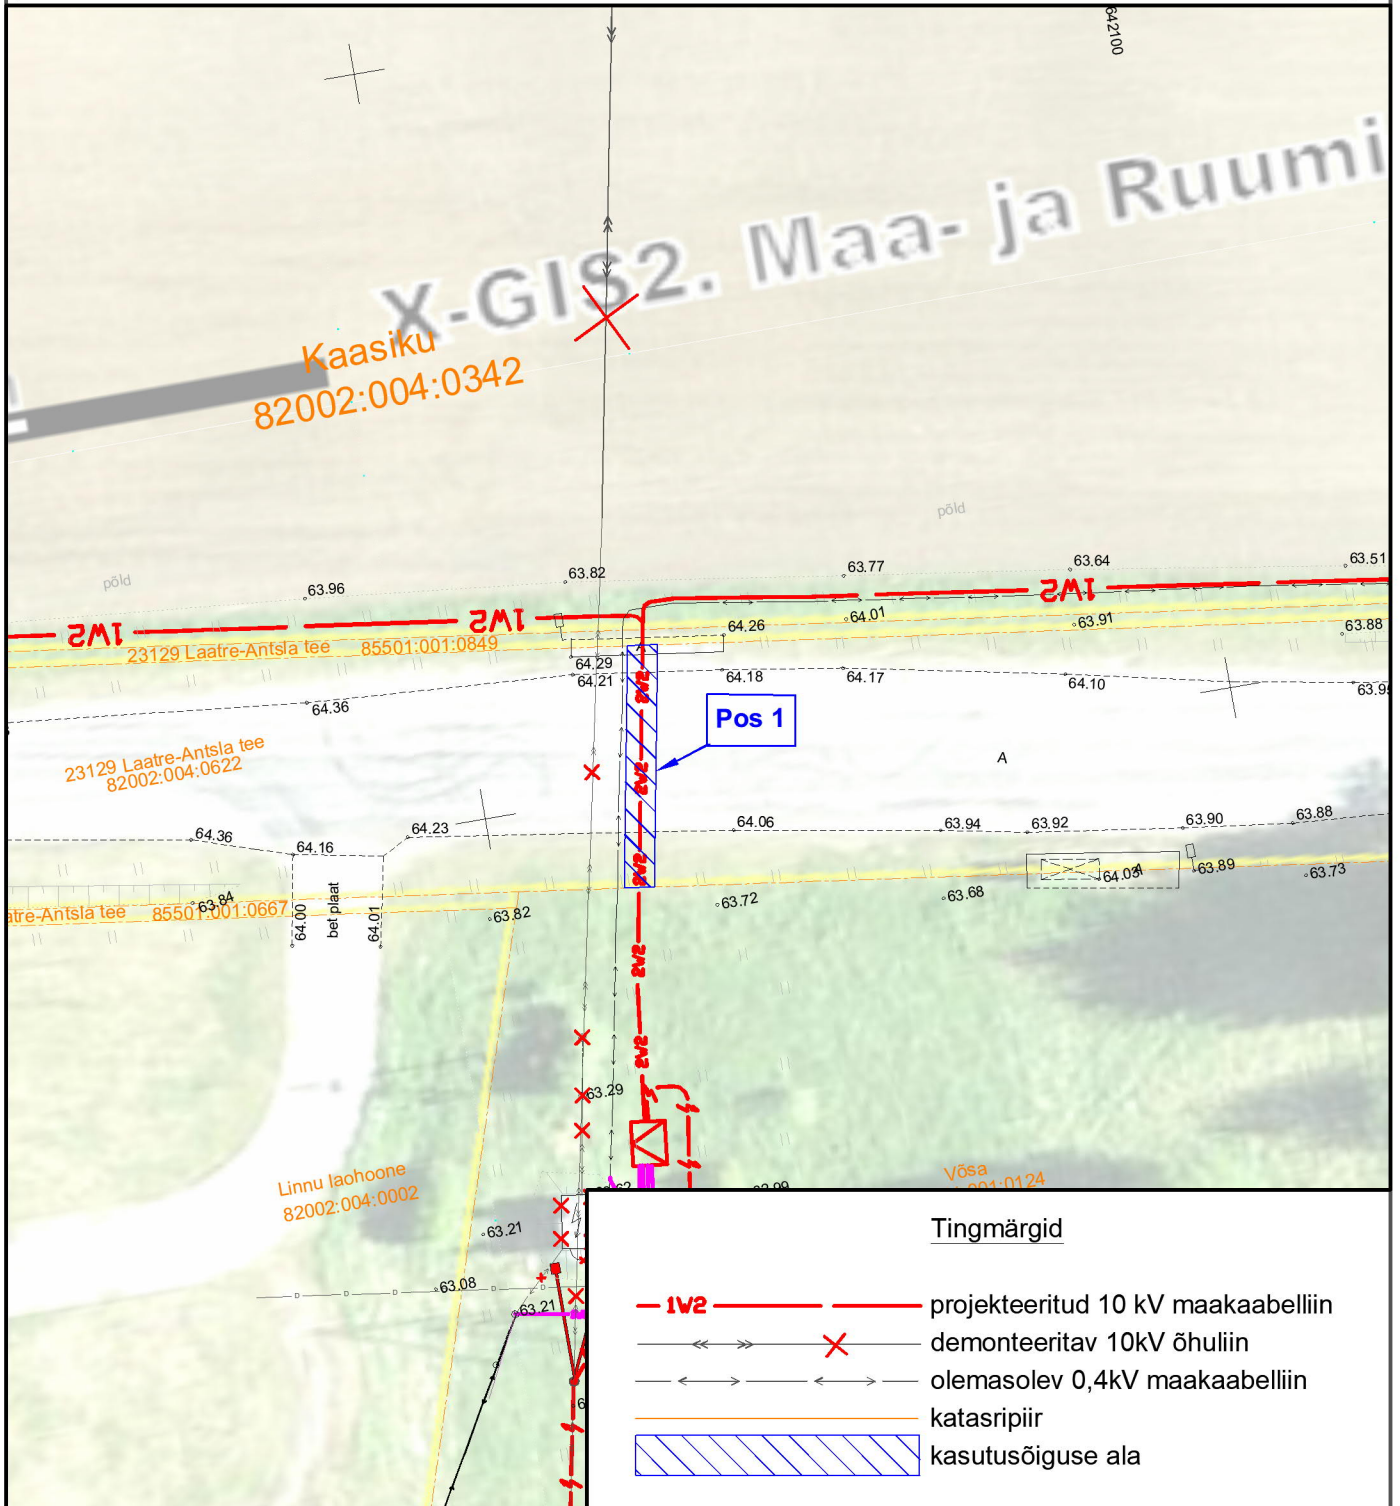 642100
X-GIS2. Maa- ja Ruumi
Kaasiku
82002:004:0342
põld
põld
63.96
63.82
63.77
63.64
63.51
1W2
1W2
1W2
64.26
64.01
63.91
63.88
23129 Laatre-Antsla tee 85501:001:0849
64.29
64.21
64.18
64.17
64.10
63.9
64.36
2W2
Pos 1
23129 Laatre-Antsla tee
82002:004:0622
2W2
A
64.36
64.23
64.16
64.06
63.94
63.92
63.90
63.88
2W2
64.03
63.89
63.73
63.84
63.82
63.72
63.68
atre-Antsla tee 85501:001:0667
64.00
bet plaat
64.01
2W2
2W2
63.29
Linnu laohoone
82002:004:0002
Võsa
001:0124
63.21
63.08
63.21
D
D
D
D
Tingmärgid
1W2 projekteeritud 10 kV maakaabelliin
demonteeritav 10kV õhuliin
olemasolev 0,4kV maakaabelliin
katasripiir
kasutusõiguse ala